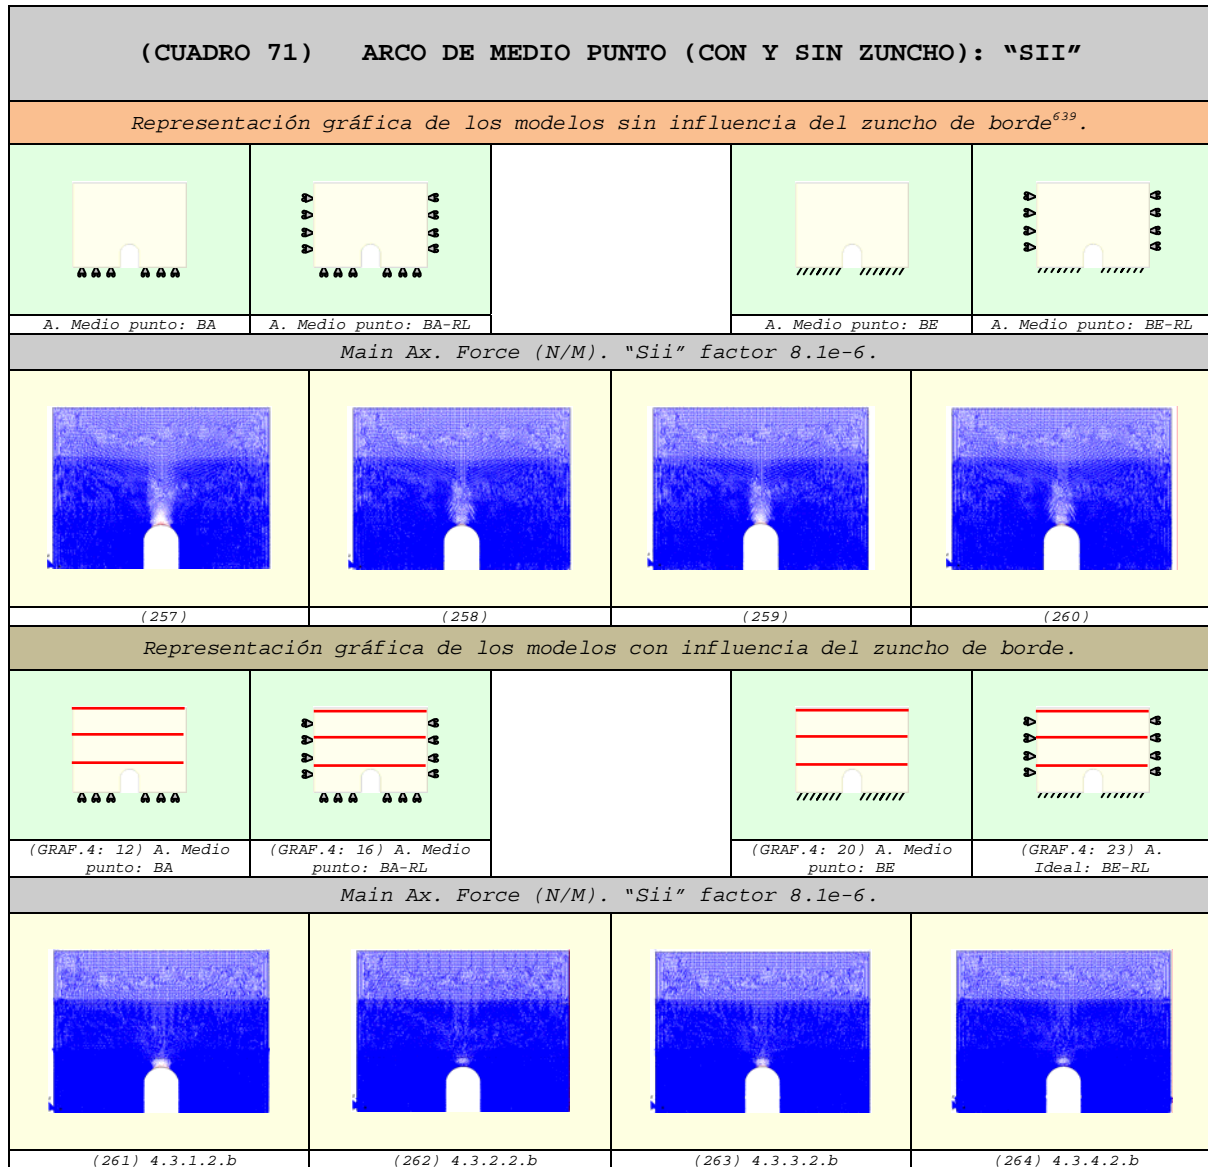 (CUADRO 71) ARCO DE MEDIO PUNTO (CON Y SIN ZUNCHO): “SII”
Representación gráfica de los modelos sin influencia del zuncho de borde639.
A. Medio punto: BA
A. Medio punto: BA-RL
A. Medio punto: BE
A. Medio punto: BE-RL
Main Ax. Force (N/M). “Sii” factor 8.1e-6.
(257)
(258)
(259)
(260)
Representación gráfica de los modelos con influencia del zuncho de borde.
(GRAF.4: 12) A. Medio
punto: BA
(GRAF.4: 16) A. Medio
punto: BA-RL
(GRAF.4: 20) A. Medio
punto: BE
(GRAF.4: 23) A.
Ideal: BE-RL
Main Ax. Force (N/M). “Sii” factor 8.1e-6.
(261) 4.3.1.2.b
(262) 4.3.2.2.b
(263) 4.3.3.2.b
(264) 4.3.4.2.b